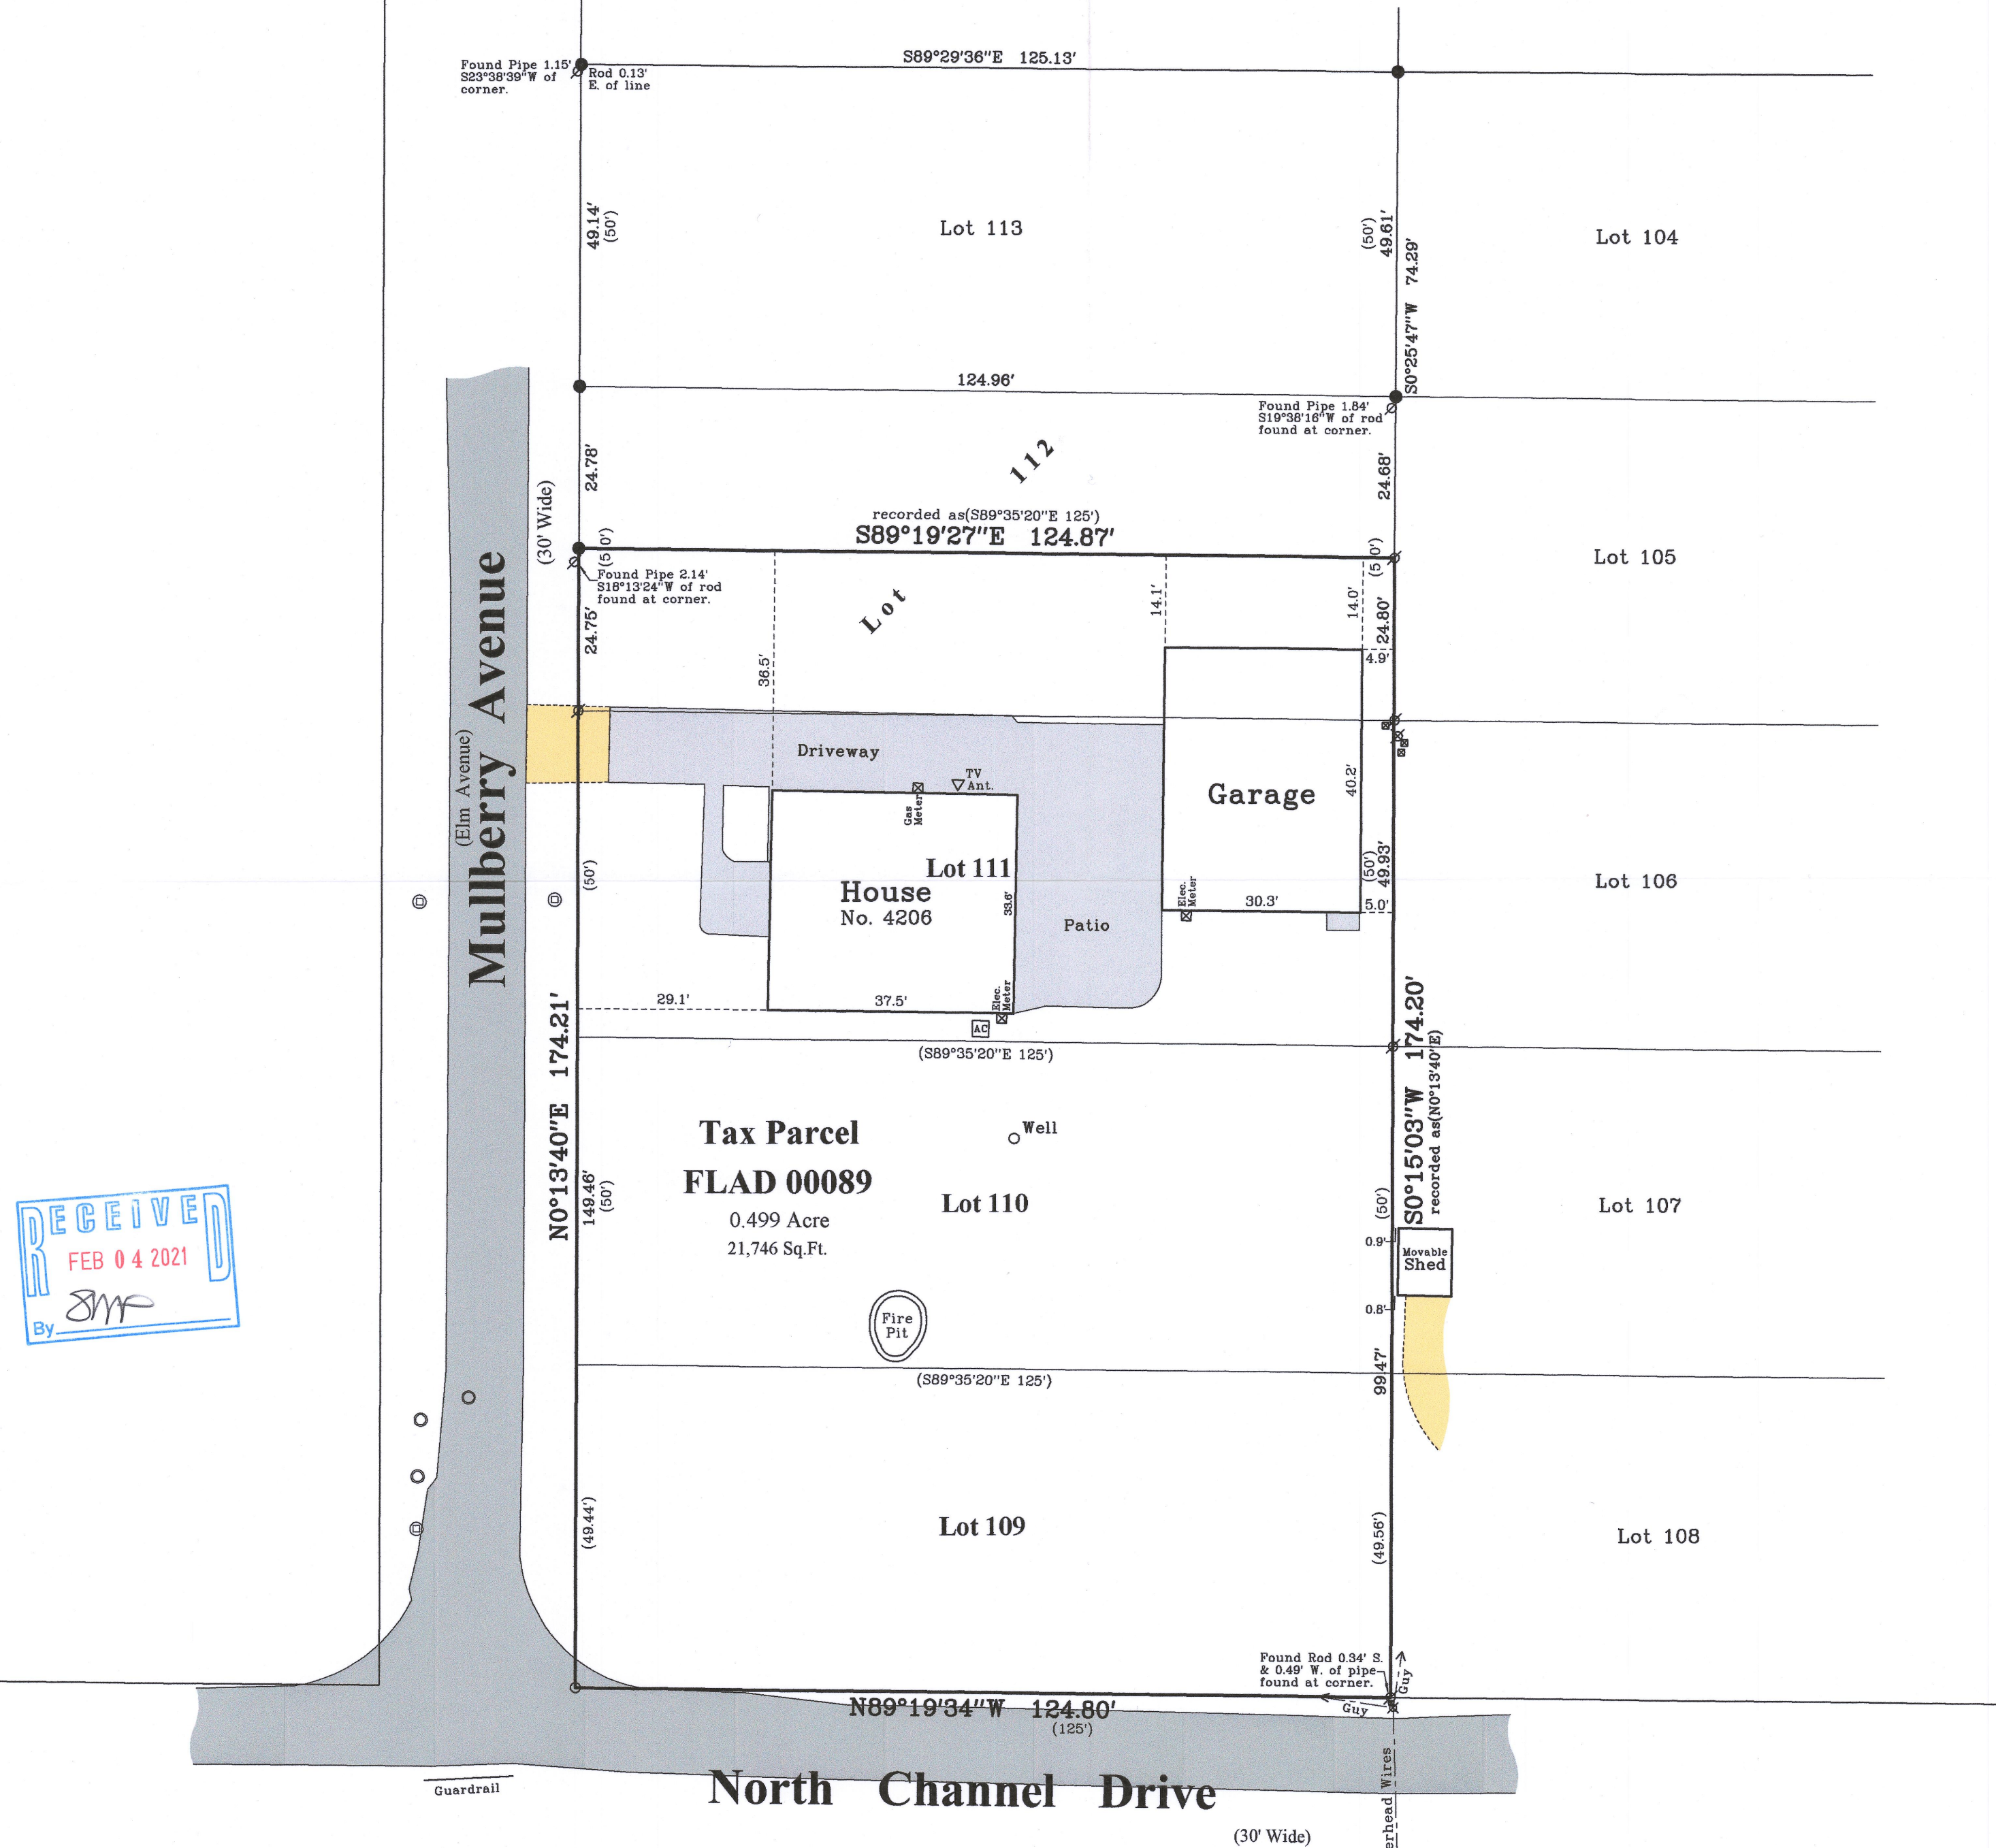 S89°29'36"E 125.13'
Found Pipe 1.15'
S23°38'39"W of
corner.
Rod 0.13'
E. of line
49.14'
(50')
Lot 113
(50')
49.61'
S0°25'47"W 74.29'
Lot 104
124.96'
Found Pipe 1.84'
S19°38'16"W of rod
found at corner.
24.78'
112
24.68'
(30' Wide)
recorded as(S89°35'20"E 125')
S89°19'27"E 124.87'
(50')
(50')
Lot 105
Found Pipe 2.14'
S18°13'24"W of rod
found at corner.
24.75'
Lot
36.5'
14.1'
14.0'
24.80'
4.9'
Mulberry Avenue
(Elm Avenue)
Driveway
TV
Ant.
Gas
Meter
Garage
40.2'
Lot 111
House
No. 4206
33.6'
(50')
(50')
49.93'
Lot 106
Elec.
Meter
30.3'
5.0'
Patio
29.1'
37.5'
Elec.
Meter
AC
(S89°35'20"E 125')
N0°13'40"E 174.21'
S0°15'03"W 174.20'
recorded as(N0°13'40"E)
Tax Parcel
FLAD 00089
0.499 Acre
21,746 Sq.Ft.
Well
Lot 110
149.46'
(50')
(50')
Lot 107
0.9'
Movable
Shed
0.8'
RECEIVED
FEB 04 2021
By
Fire
Pit
(S89°35'20"E 125')
99.47'
(49.44')
Lot 109
(49.56')
Lot 108
Found Rod 0.34' S.
& 0.49' W. of pipe
found at corner.
Guy
Guy
N89°19'34"W 124.80'
(125')
Guardrail
North Channel Drive
(30' Wide)
erhead Wires